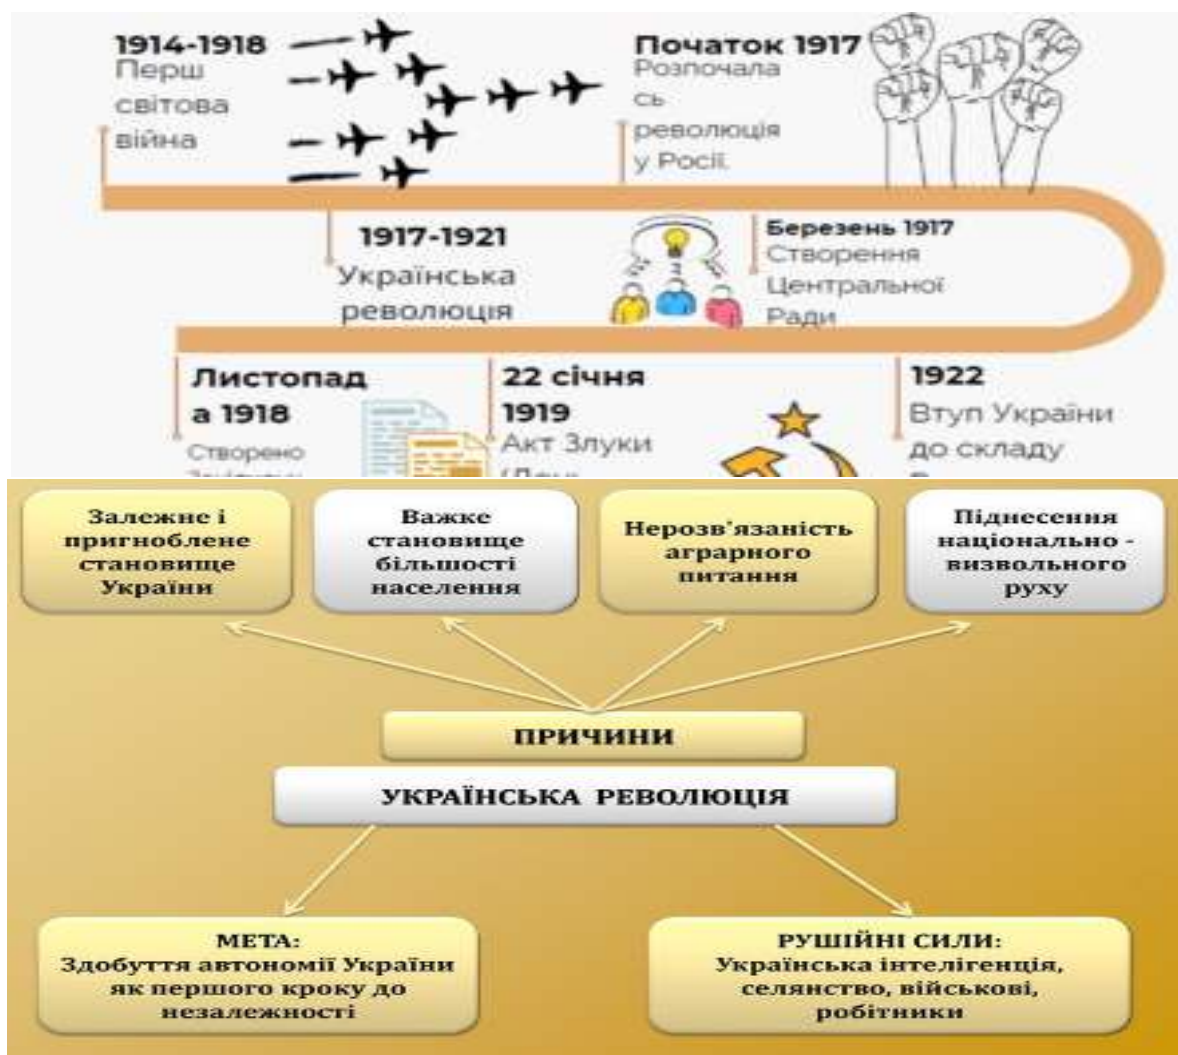 1914-1918
Перш
світова
війна
Початок 1917
Розпочала
сь
революція
у Росії.
1917-1921
Українська
революція
Березень 1917
Створення
Центральної
Ради
Листопад
а 1918
Створено
22 січня
1919
Акт Злуки
1922
Втуп України
до складу
Залежне і
пригноблене
становище
України
Важке
становище
більшості
населення
Нерозв'язаність
аграрного
питання
Піднесення
національно -
визвольного
руху
ПРИЧИНИ
УКРАЇНСЬКА РЕВОЛЮЦІЯ
МЕТА:
Здобуття автономії України
як першого кроку до
незалежності
РУШІЙНІ СИЛИ:
Українська інтелігенція,
селянство, військові,
робітники